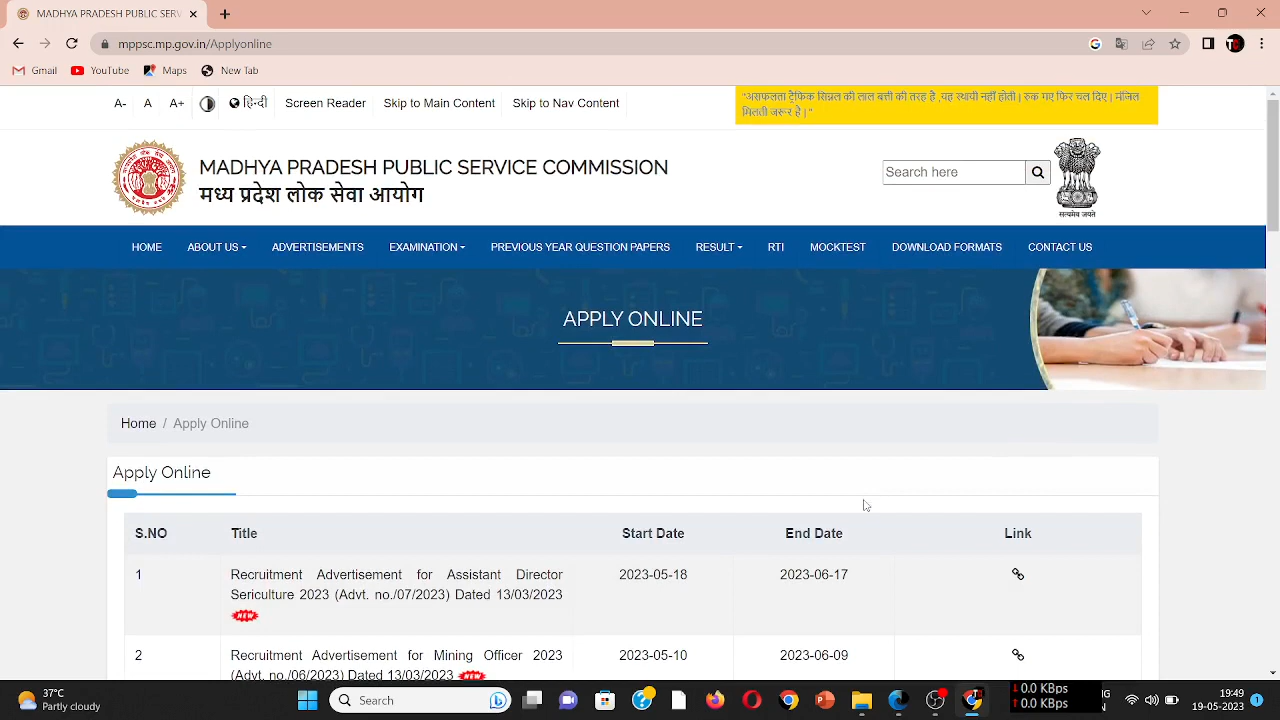 MADHYA PRADESH PUBLIC SERV
mppsc.mp.gov.in/Applyonline
Gmail YouTube Maps New Tab
A- A A+ हिन्दी Screen Reader Skip to Main Content Skip to Nav Content
"असफलता ट्रैफिक सिग्नल की लाल बत्ती की तरह है ,यह स्थायी नहीं होती | रुक गए फिर चल दिए | मंजिल
मिलती जरूर है | "
MADHYA PRADESH PUBLIC SERVICE COMMISSION
मध्य प्रदेश लोक सेवा आयोग
Search here
सत्यमेव जयते
HOME ABOUT US ADVERTISEMENTS EXAMINATION PREVIOUS YEAR QUESTION PAPERS RESULT RTI MOCKTEST DOWNLOAD FORMATS CONTACT US
APPLY ONLINE
Home / Apply Online
Apply Online
S.NO Title Start Date End Date Link
1 Recruitment Advertisement for Assistant Director 2023-05-18 2023-06-17
Sericulture 2023 (Advt. no./07/2023) Dated 13/03/2023
NEW
2 Recruitment Advertisement for Mining Officer 2023 2023-05-10 2023-06-09
(Advt. no./06/2023) Dated 13/03/2023 NEW
37°C
Partly cloudy
Search
0.0 KBps
0.0 KBps
19:49
19-05-2023